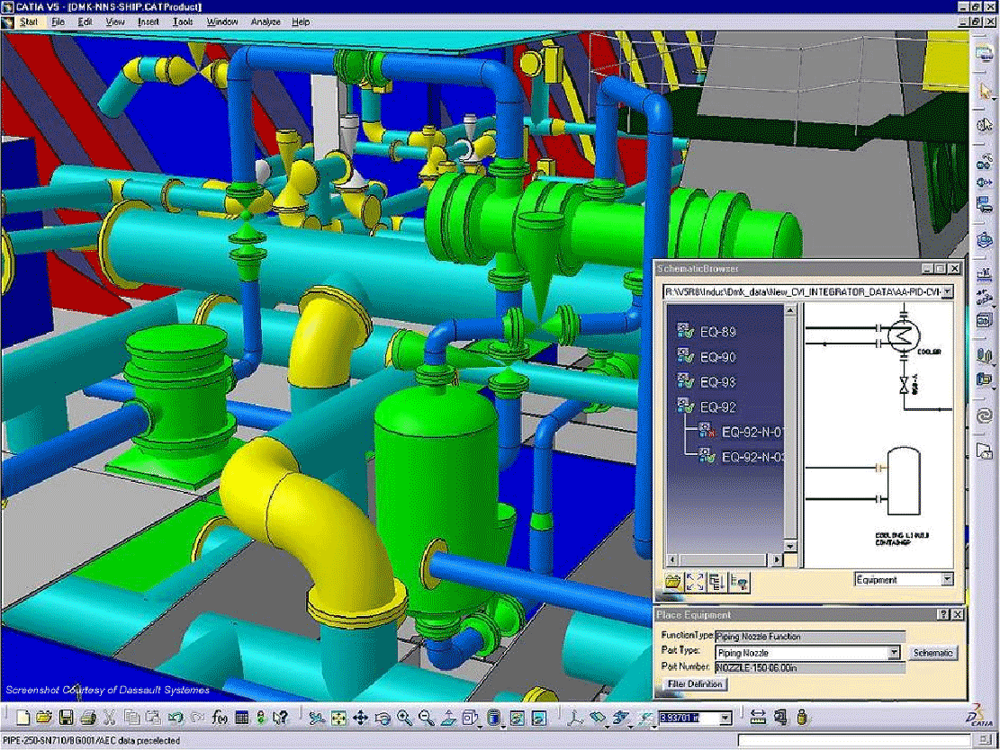 CATIA V5 - [DMK-NNS-SHIP.CATProduct]
Start File Edit View Insert Tools Window Analyze Help
SchematicBrowser
R:\V5R8\Indus\Dmk_data\New_CVI_INTEGRATOR_DATA\AA-PID-CVI-
EQ-89
EQ-90
EQ-93
EQ-92
EQ-92-N-01
EQ-92-N-03
COOLER
COOLING LIQUID
CONTAINER
Equipment
Place Equipment
FunctionType: Piping Nozzle Function
Part Type: Piping Nozzle Schematic
Part Number: NOZZLE-150-06.00in
Filter Definition
Screenshot Courtesy of Dassault Systemes
f(x)
3.93701 in
CATIA
PIPE-250-SN710/BG001/AEC data preselected